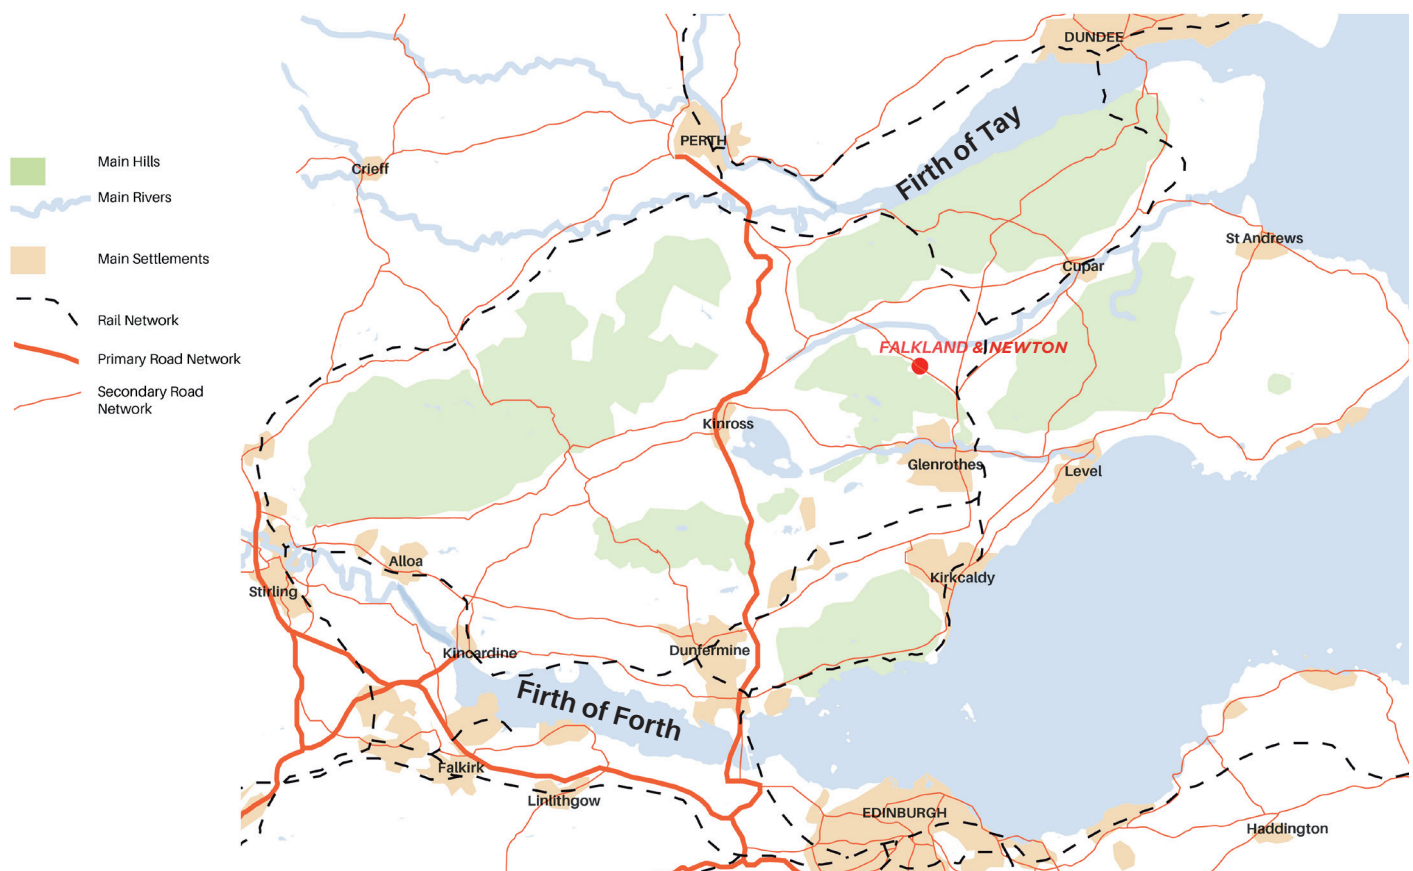 DUNDEE
Firth of Tay
PERTH
Crieff
Main Hills
Main Rivers
St Andrews
Main Settlements
Cupar
Rail Network
FALKLAND & NEWTON
Primary Road Network
Secondary Road
Network
Kinross
Glenrothes
Level
Alloa
Kirkcaldy
Stirling
Dunfermine
Kincardine
Firth of Forth
Falkirk
Linlithgow
EDINBURGH
Haddington